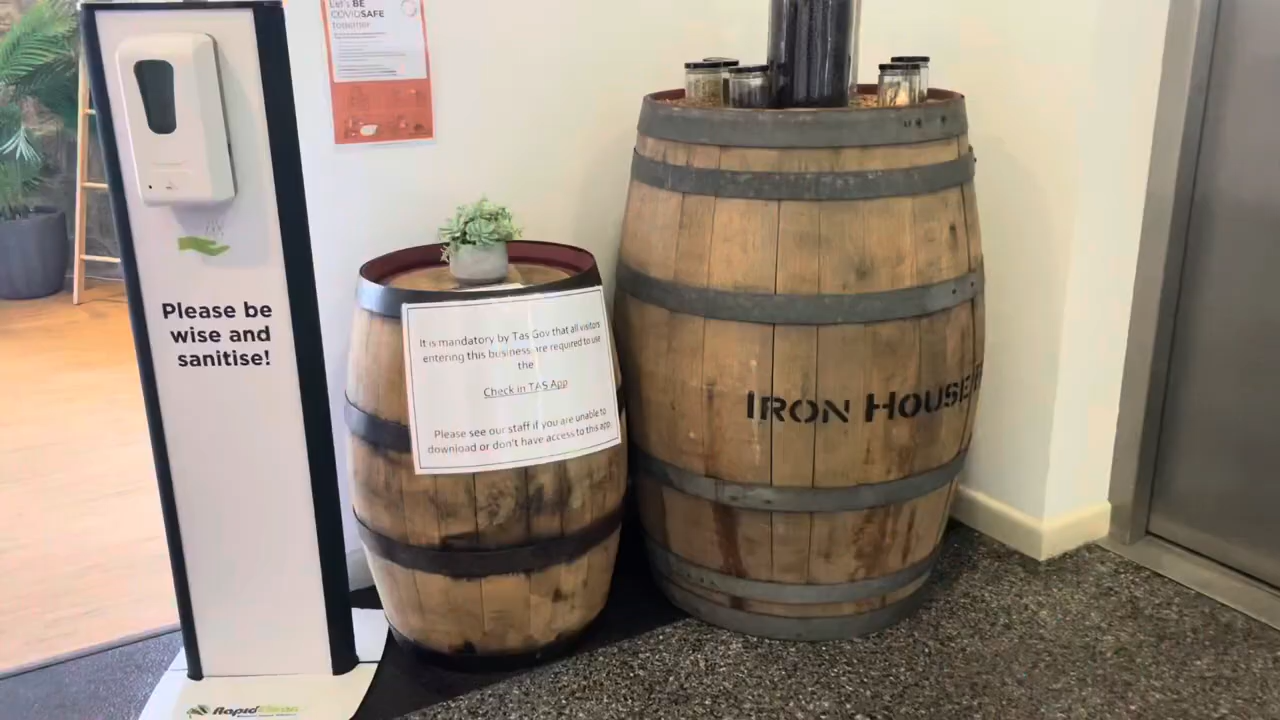 Let's BE
COVIDSAFE
together
Please be
wise and
sanitise!
It is mandatory by Tas Gov that all visitors
entering this business are required to use
the
Check in TAS App
Please see our staff if you are unable to
download or don't have access to this app.
IRON HOUSE
RapidClean